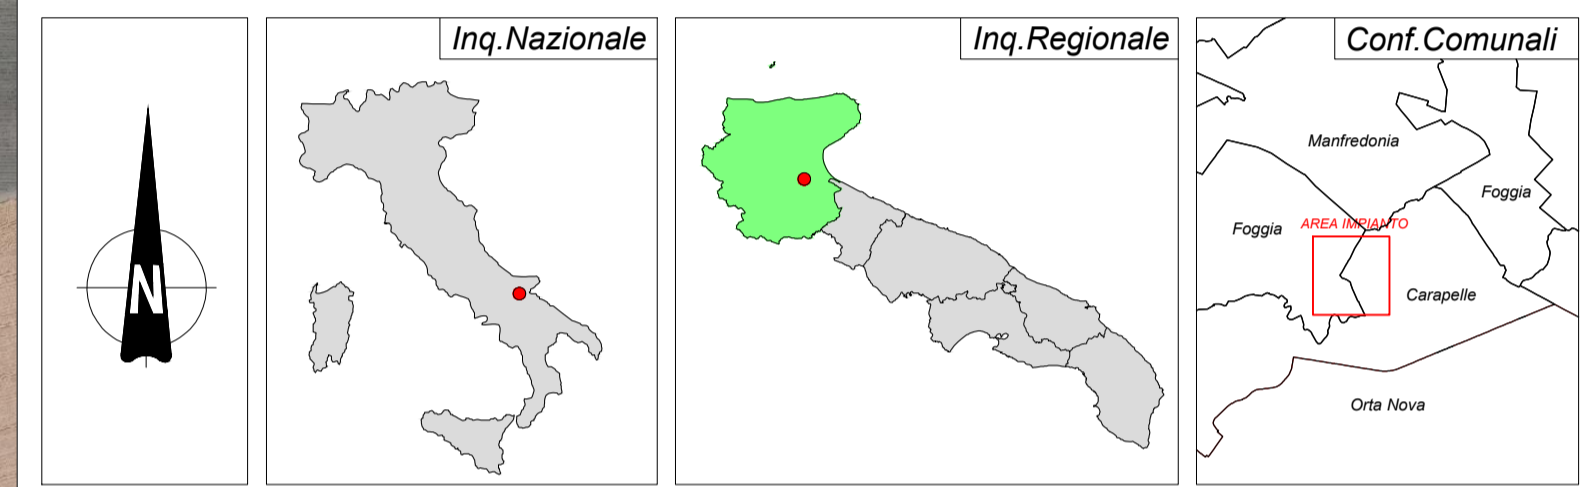 N
Inq.Nazionale
Inq.Regionale
Conf.Comunali
Manfredonia
Foggia
Foggia
AREA IMPIANTO
Carapelle
Orta Nova